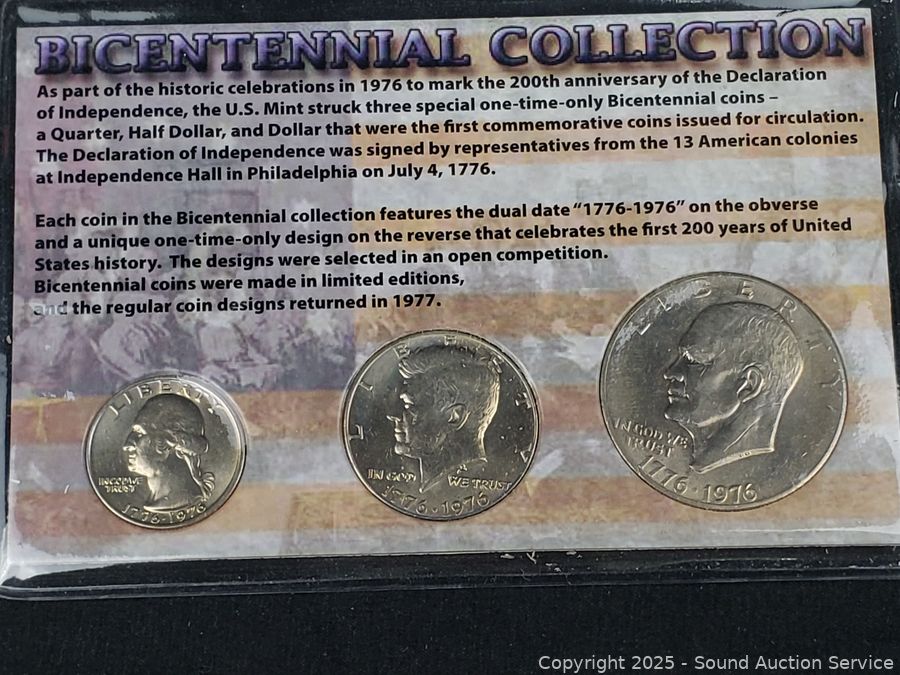 BICENTENNIAL COLLECTION
As part of the historic celebrations in 1976 to mark the 200th anniversary of the Declaration
of Independence, the U.S. Mint struck three special one-time-only Bicentennial coins –
a Quarter, Half Dollar, and Dollar that were the first commemorative coins issued for circulation.
The Declaration of Independence was signed by representatives from the 13 American colonies
at Independence Hall in Philadelphia on July 4, 1776.
Each coin in the Bicentennial collection features the dual date "1776-1976" on the obverse
and a unique one-time-only design on the reverse that celebrates the first 200 years of United
States history. The designs were selected in an open competition.
Bicentennial coins were made in limited editions,
and the regular coin designs returned in 1977.
LIBERTY
IN GOD WE
TRUST
1776-1976
LIBERTY
IN GOD WE TRUST
1776·1976
LIBERTY
IN GOD WE
TRUST
1776·1976
Copyright 2025 - Sound Auction Service